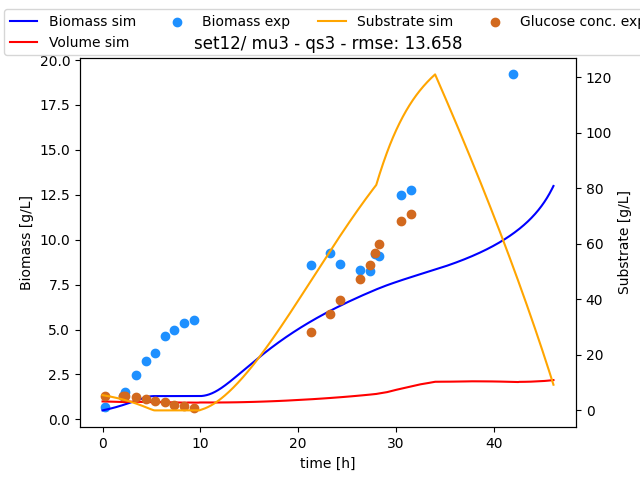 Biomass sim
Biomass exp
Substrate sim
Glucose conc. exp
Volume sim
set12/ mu3 - qs3 - rmse: 13.658
20.0
17.5
15.0
12.5
10.0
7.5
5.0
2.5
0.0
Biomass [g/L]
120
100
80
60
40
20
0
Substrate [g/L]
0
10
20
30
40
time [h]